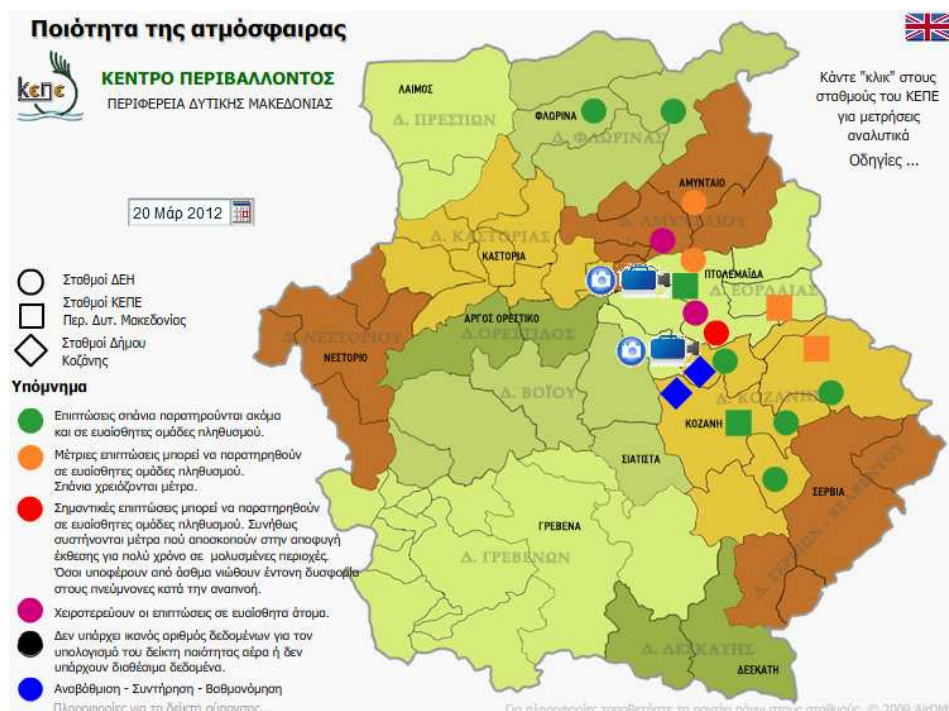 Ποιότητα της ατμόσφαιρας
κεπε
ΚΕΝΤΡΟ ΠΕΡΙΒΑΛΛΟΝΤΟΣ
ΠΕΡΙΦΕΡΕΙΑ ΔΥΤΙΚΗΣ ΜΑΚΕΔΟΝΙΑΣ
Κάντε "κλικ" στους
σταθμούς του ΚΕΠΕ
για μετρήσεις
αναλυτικά
Οδηγίες ...
20 Μάρ 2012
Σταθμοί ΔΕΗ
Σταθμοί ΚΕΠΕ
Περ. Δυτ. Μακεδονίας
Σταθμοί Δήμου
Κοζάνης
Υπόμνημα
Επιπτώσεις σπάνια παρατηρούνται ακόμα
και σε ευαίσθητες ομάδες πληθυσμού.
Μέτριες επιπτώσεις μπορεί να παρατηρηθούν
σε ευαίσθητες ομάδες πληθυσμού.
Σπάνια χρειάζονται μέτρα.
Σημαντικές επιπτώσεις μπορεί να παρατηρηθούν
σε ευαίσθητες ομάδες πληθυσμού. Συνήθως
συστήνονται μέτρα πού αποσκοπούν στην αποφυγή
έκθεσης για πολύ χρόνο σε μολυσμένες περιοχές.
Όσοι υποφέρουν από άσθμα νιώθουν έντονη δυσφορία
στους πνεύμονες κατά την αναπνοή.
Χειροτερεύουν οι επιπτώσεις σε ευαίσθητα άτομα.
Δεν υπάρχει ικανός αριθμός δεδομένων για τον
υπολογισμό του δείκτη ποιότητας αέρα ή δεν
υπάρχουν διαθέσιμα δεδομένα.
Αναβάθμιση - Συντήρηση - Βαθμονόμηση
ΛΑΙΜΟΣ
Δ. ΠΡΕΣΠΩΝ
ΦΛΩΡΙΝΑ
Δ. ΦΛΩΡΙΝΑΣ
ΑΜΥΝΤΑΙΟ
Δ. ΑΜΥΝΤΑΙΟΥ
Δ. ΚΑΣΤΟΡΙΑΣ
ΚΑΣΤΟΡΙΑ
ΠΤΟΛΕΜΑΪΔΑ
Δ. ΕΟΡΔΑΙΑΣ
ΑΡΓΟΣ ΟΡΕΣΤΙΚΟ
Δ.ΟΡΕΣΤΙΔΟΣ
Δ. ΝΕΣΤΟΡΙΟΥ
ΝΕΣΤΟΡΙΟ
Δ. ΒΟΪΟΥ
Δ. ΚΟΖΑΝΗΣ
ΚΟΖΑΝΗ
ΣΙΑΤΙΣΤΑ
ΣΕΡΒΙΑ
Δ. ΣΕΡΒΙΩΝ - ΒΕΛΒΕΝΤΟΥ
ΓΡΕΒΕΝΑ
Δ. ΓΡΕΒΕΝΩΝ
Δ. ΔΕΣΚΑΤΗΣ
ΔΕΣΚΑΤΗ